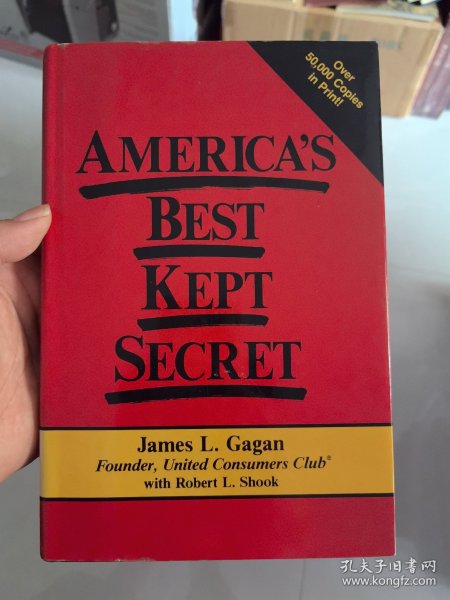 Over
50,000 Copies
in Print!
AMERICA'S
BEST
KEPT
SECRET
James L. Gagan
Founder, United Consumers Club®
with Robert L. Shook
孔夫子旧书网
www.kongfz.com